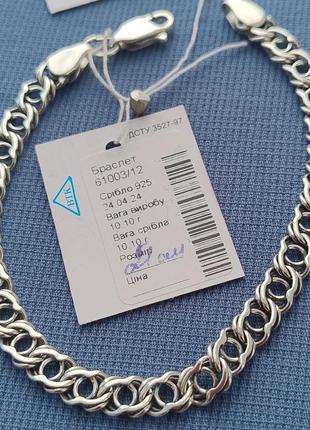 ДСТУ 3527-97
ВТК
Браслет
61003/12
Срібло 925
24.04.24
Вага виробу
10.10 г
Вага срібла
10.10 г
Розмір
Ціна